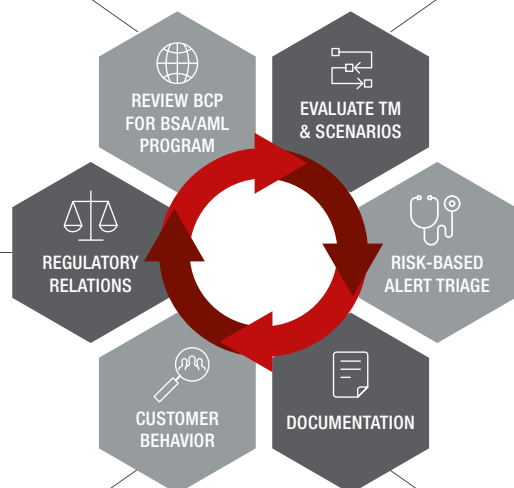 REVIEW BCP
FOR BSA/AML
PROGRAM
EVALUATE TM
& SCENARIOS
RISK-BASED
ALERT TRIAGE
DOCUMENTATION
CUSTOMER
BEHAVIOR
REGULATORY
RELATIONS